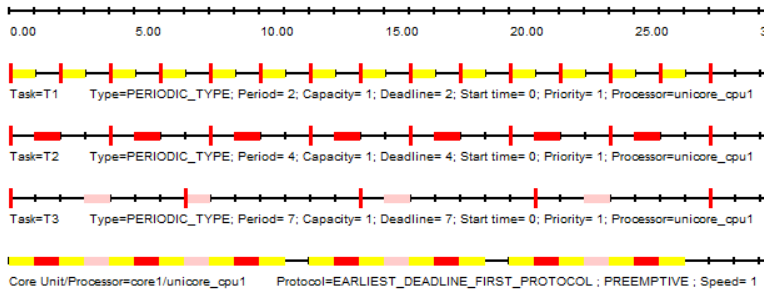 0.00 5.00 10.00 15.00 20.00 25.00 3
Task=T1 Type=PERIODIC_TYPE; Period= 2; Capacity= 1; Deadline= 2; Start time= 0; Priority= 1; Processor=unicore_cpu1
Task=T2 Type=PERIODIC_TYPE; Period= 4; Capacity= 1; Deadline= 4; Start time= 0; Priority= 1; Processor=unicore_cpu1
Task=T3 Type=PERIODIC_TYPE; Period= 7; Capacity= 1; Deadline= 7; Start time= 0; Priority= 1; Processor=unicore_cpu1
Core Unit/Processor=core1/unicore_cpu1 Protocol=EARLIEST_DEADLINE_FIRST_PROTOCOL ; PREEMPTIVE ; Speed= 1